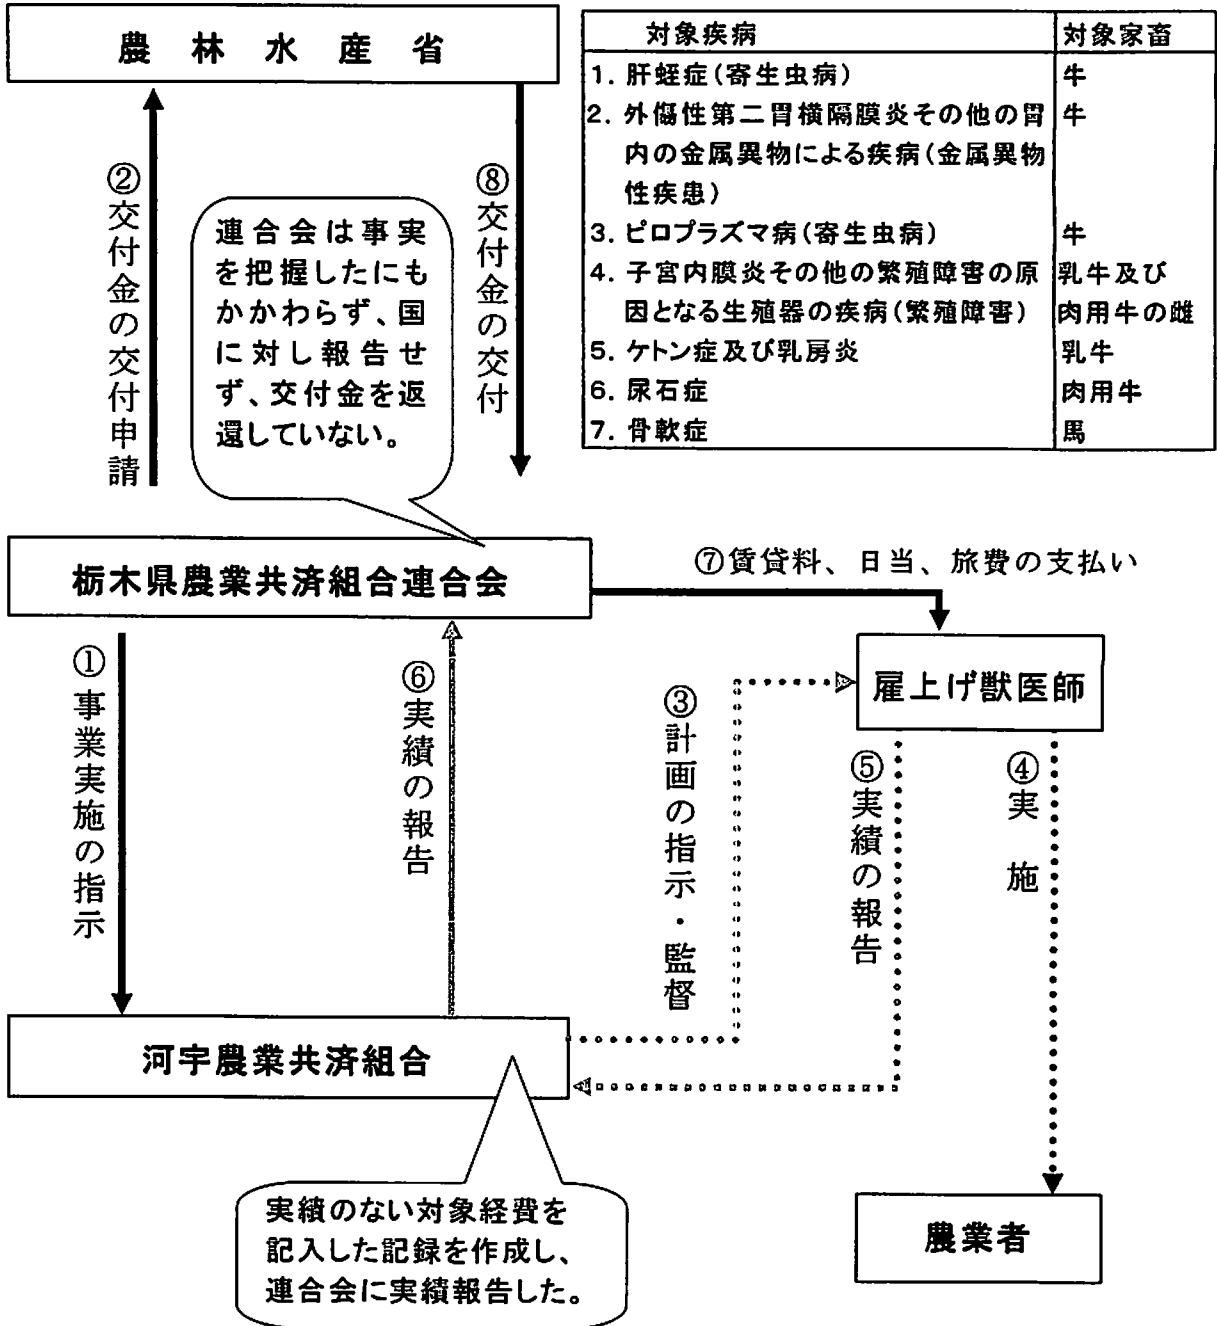 農林水産省
対象疾病 対象家畜
1. 肝蛭症(寄生虫病) 牛
2. 外傷性第二胃横隔膜炎その他の胃 牛
内の金属異物による疾病(金属異物
性疾患)
3. ピロプラズマ病(寄生虫病) 牛
4. 子宮内膜炎その他の繁殖障害の原 乳牛及び
因となる生殖器の疾病(繁殖障害) 肉用牛の雌
5. ケトン症及び乳房炎 乳牛
6. 尿石症 肉用牛
7. 骨軟症 馬
②交付金の交付申請
連合会は事実
を把握したにも
かかわらず、国
に対し報告せ
ず、交付金を返
還していない。
⑧交付金の交付
栃木県農業共済組合連合会
⑦賃貸料、日当、旅費の支払い
雇上げ獣医師
①事業実施の指示
⑥実績の報告
③計画の指示・監督
⑤実績の報告
④実 施
河宇農業共済組合
実績のない対象経費を
記入した記録を作成し、
連合会に実績報告した。
農業者